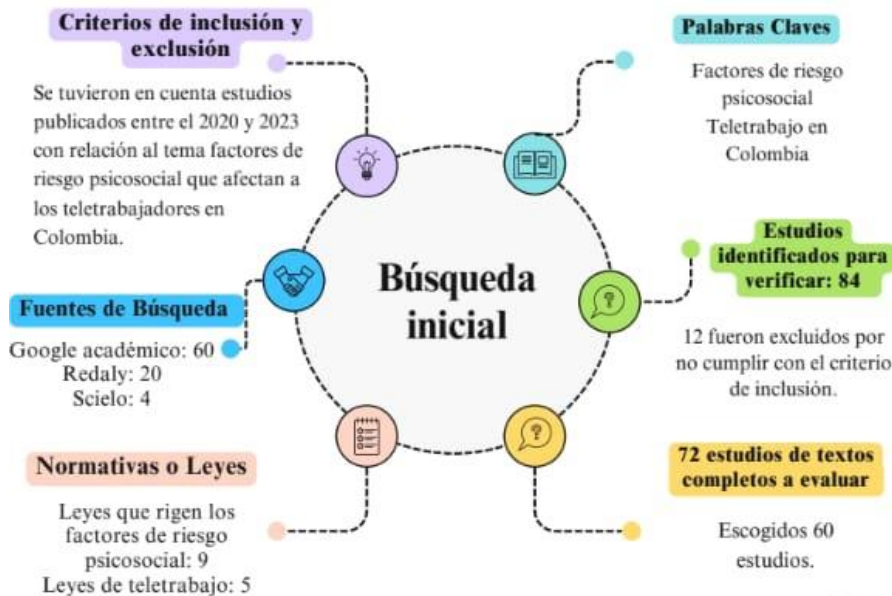 Criterios de inclusión y
exclusión
Se tuvieron en cuenta estudios
publicados entre el 2020 y 2023
con relación al tema factores de
riesgo psicosocial que afectan a
los teletrabajadores en
Colombia.
Fuentes de Búsqueda
Google académico: 60
Redaly: 20
Scielo: 4
Normativas o Leyes
Leyes que rigen los
factores de riesgo
psicosocial: 9
Leyes de teletrabajo: 5
Búsqueda
inicial
Palabras Claves
Factores de riesgo
psicosocial
Teletrabajo en
Colombia
Estudios
identificados para
verificar: 84
12 fueron excluidos por
no cumplir con el criterio
de inclusión.
72 estudios de textos
completos a evaluar
Escogidos 60
estudios.